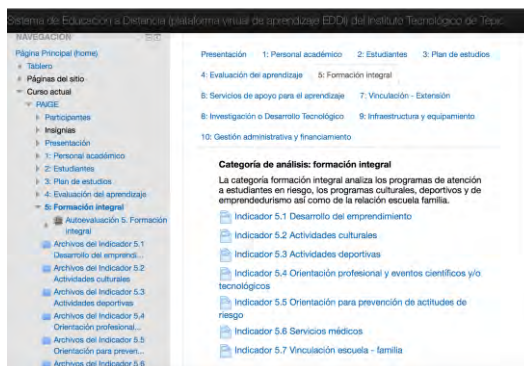 Sistema de Educación a Distancia (plataforma virtual de aprendizaje EDDI) del Instituto Tecnológico de Tepic
NAVEGACIÓN
Página Principal (home)
Tablero
Páginas del sitio
Curso actual
PAIGE
Participantes
Insignias
Presentación
1: Personal académico
2: Estudiantes
3: Plan de estudios
4: Evaluación del aprendizaje
5: Formación integral
Autoevaluación 5. Formación
integral
Archivos del Indicador 5.1
Desarrollo del emprendi...
Archivos del Indicador 5.2
Actividades culturales
Archivos del Indicador 5.3
Actividades deportivas
Archivos del Indicador 5.4
Orientación profesional...
Archivos del Indicador 5.5
Orientación para preven...
Archivos del Indicador 5.6
Presentación 1: Personal académico 2: Estudiantes 3: Plan de estudios
4: Evaluación del aprendizaje 5: Formación integral
6: Servicios de apoyo para el aprendizaje 7: Vinculación - Extensión
8: Investigación o Desarrollo Tecnológico 9: Infraestructura y equipamiento
10: Gestión administrativa y financiamiento
Categoría de análisis: formación integral
La categoría formación integral analiza los programas de atención
a estudiantes en riesgo, los programas culturales, deportivos y de
emprendedurismo así como de la relación escuela familia.
Indicador 5.1 Desarrollo del emprendimiento
Indicador 5.2 Actividades culturales
Indicador 5.3 Actividades deportivas
Indicador 5.4 Orientación profesional y eventos científicos y/o
tecnológicos
Indicador 5.5 Orientación para prevención de actitudes de
riesgo
Indicador 5.6 Servicios médicos
Indicador 5.7 Vinculación escuela - familia